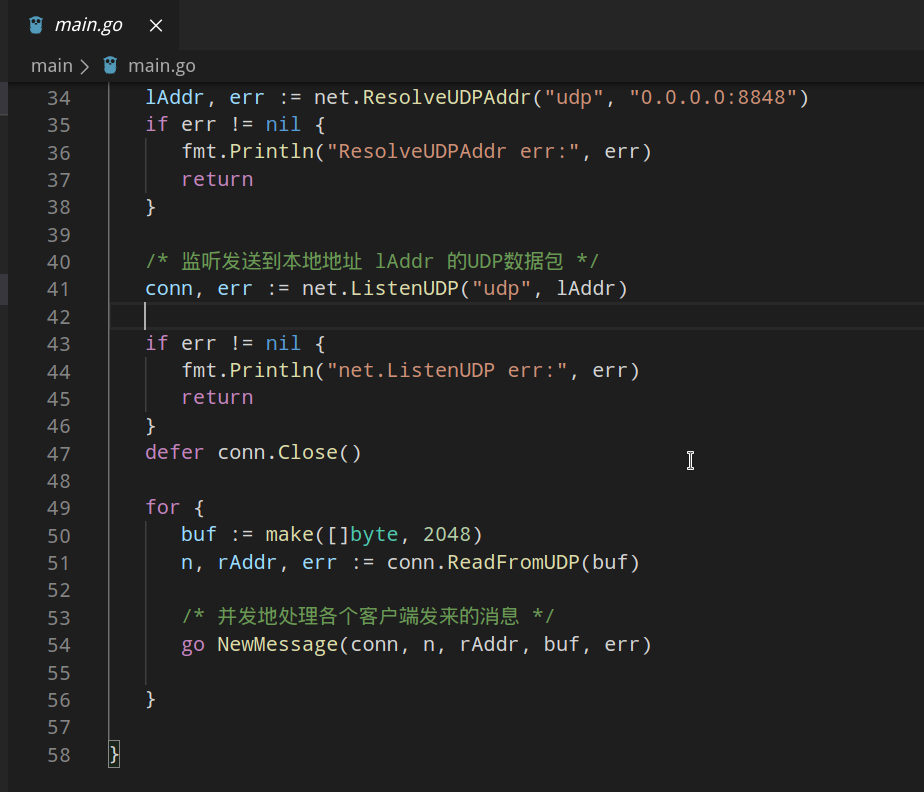 main.go
main > main.go
34 lAddr, err := net.ResolveUDPAddr("udp", "0.0.0.0:8848")
35 if err != nil {
36 fmt.Println("ResolveUDPAddr err:", err)
37 return
38 }
39
40 /* 监听发送到本地地址 lAddr 的UDP数据包 */
41 conn, err := net.ListenUDP("udp", lAddr)
42
43 if err != nil {
44 fmt.Println("net.ListenUDP err:", err)
45 return
46 }
47 defer conn.Close()
48
49 for {
50 buf := make([]byte, 2048)
51 n, rAddr, err := conn.ReadFromUDP(buf)
52
53 /* 并发地处理各个客户端发来的消息 */
54 go NewMessage(conn, n, rAddr, buf, err)
55
56 }
57
58 }